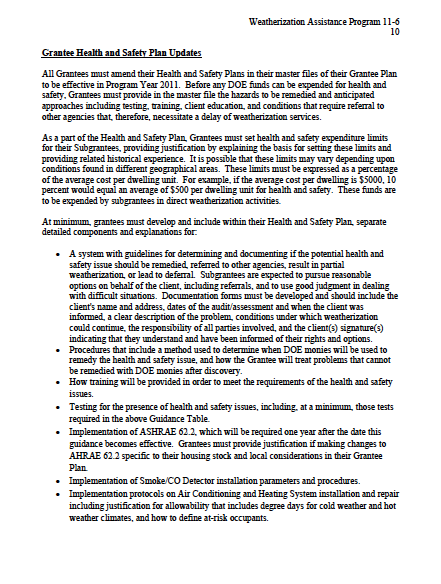 Weatherization Assistance Program 11-6
10
Grantee Health and Safety Plan Updates
All Grantees must amend their Health and Safety Plans in their master files of their Grantee Plan
to be effective in Program Year 2011. Before any DOE funds can be expended for health and
safety, Grantees must provide in the master file the hazards to be remedied and anticipated
approaches including testing, training, client education, and conditions that require referral to
other agencies that, therefore, necessitate a delay of weatherization services.
As a part of the Health and Safety Plan, Grantees must set health and safety expenditure limits
for their Subgrantees, providing justification by explaining the basis for setting these limits and
providing related historical experience. It is possible that these limits may vary depending upon
conditions found in different geographical areas. These limits must be expressed as a percentage
of the average cost per dwelling unit. For example, if the average cost per dwelling is $5000, 10
percent would equal an average of $500 per dwelling unit for health and safety. These funds are
to be expended by subgrantees in direct weatherization activities.
At minimum, grantees must develop and include within their Health and Safety Plan, separate
detailed components and explanations for:
• A system with guidelines for determining and documenting if the potential health and
safety issue should be remedied, referred to other agencies, result in partial
weatherization, or lead to deferral. Subgrantees are expected to pursue reasonable
options on behalf of the client, including referrals, and to use good judgment in dealing
with difficult situations. Documentation forms must be developed and should include the
client's name and address, dates of the audit/assessment and when the client was
informed, a clear description of the problem, conditions under which weatherization
could continue, the responsibility of all parties involved, and the client(s) signature(s)
indicating that they understand and have been informed of their rights and options.
• Procedures that include a method used to determine when DOE monies will be used to
remedy the health and safety issue, and how the Grantee will treat problems that cannot
be remedied with DOE monies after discovery.
• How training will be provided in order to meet the requirements of the health and safety
issues.
• Testing for the presence of health and safety issues, including, at a minimum, those tests
required in the above Guidance Table.
• Implementation of ASHRAE 62.2, which will be required one year after the date this
guidance becomes effective. Grantees must provide justification if making changes to
AHRAE 62.2 specific to their housing stock and local considerations in their Grantee
Plan.
• Implementation of Smoke/CO Detector installation parameters and procedures.
• Implementation protocols on Air Conditioning and Heating System installation and repair
including justification for allowability that includes degree days for cold weather and hot
weather climates, and how to define at-risk occupants.